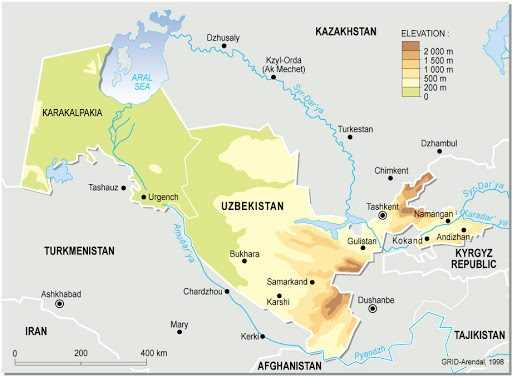 KAZAKHSTAN
ELEVATION :
2 000 m
1 500 m
1 000 m
500 m
200 m
0
Dzhusaly
Kzyl-Orda
(Ak Mechet)
ARAL
SEA
Syr-Dar'ya
KARAKALPAKIA
Turkestan
Dzhambul
Chimkent
Tashauz
Urgench
UZBEKISTAN
Tashkent
Syr-Dar'ya
Namangan
Karadar'ya
Gulistan
Kokand
Andizhan
KYRGYZ
REPUBLIC
TURKMENISTAN
Amudar'ya
Bukhara
Samarkand
Chardzhou
Karshi
Dushanbe
Ashkhabad
IRAN
Mary
Kerki
Pyandzh
TAJIKISTAN
AFGHANISTAN
0 200 400 km
GRID-Arendal, 1998